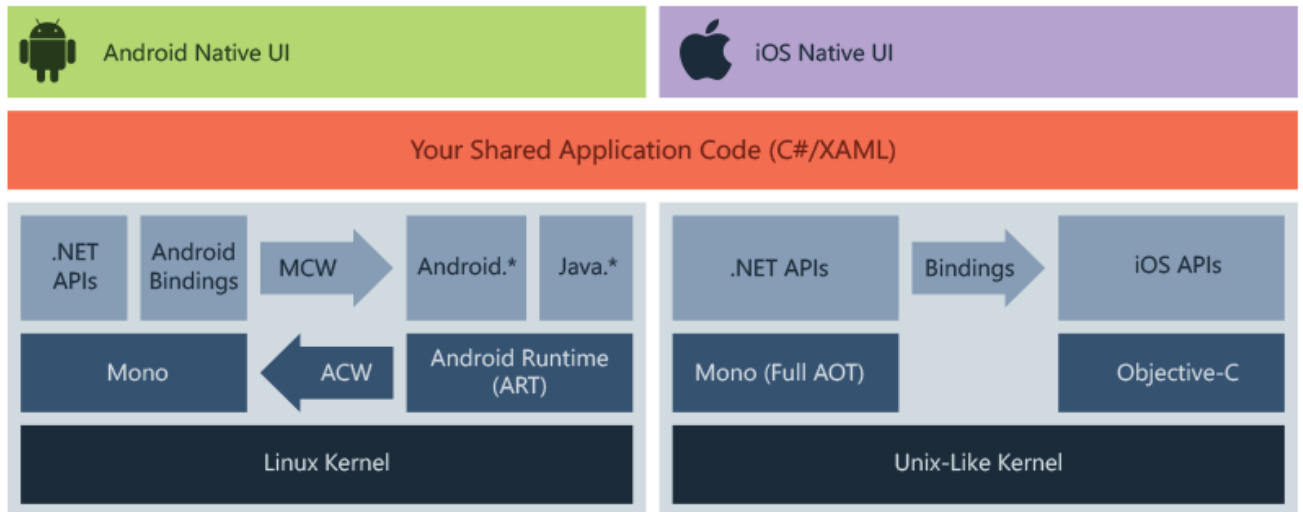 Android Native UI
iOS Native UI
Your Shared Application Code (C#/XAML)
.NET
APIs
Android
Bindings
MCW
Android.*
Java.*
Mono
ACW
Android Runtime
(ART)
Linux Kernel
.NET APIs
Bindings
iOS APIs
Mono (Full AOT)
Objective-C
Unix-Like Kernel